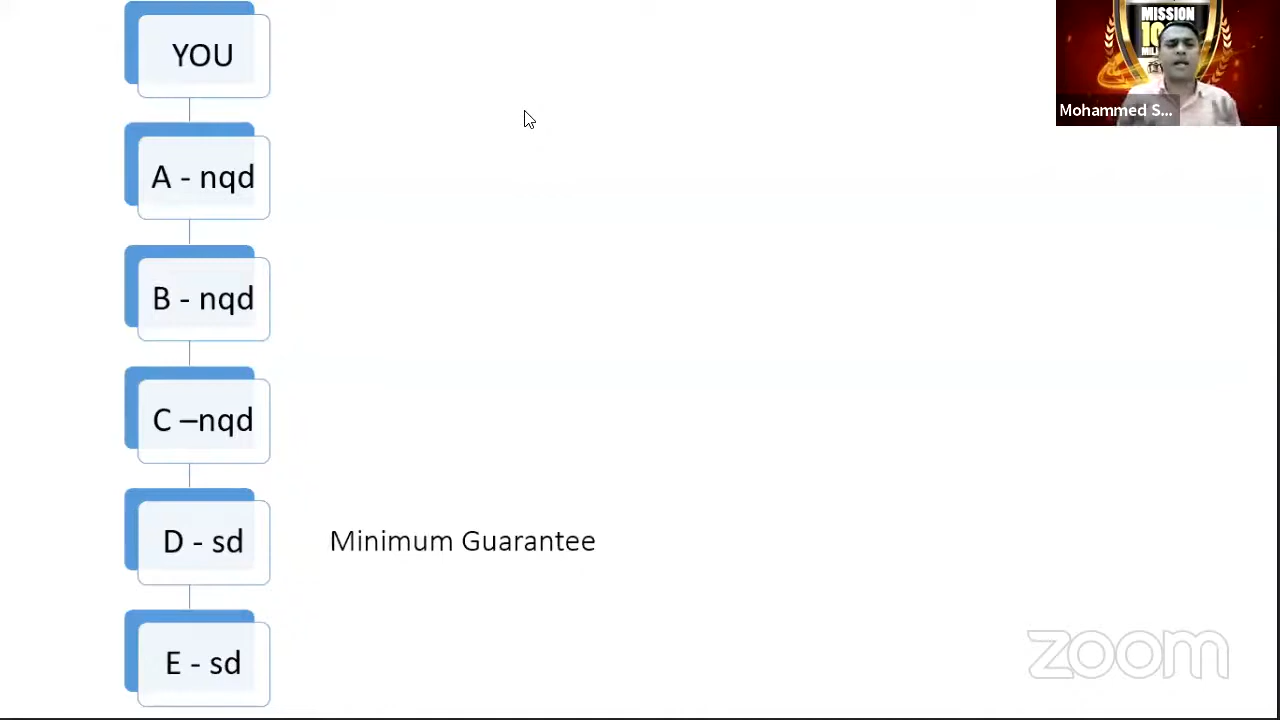 YOU
MISSION
Mohammed S...
A - nqd
B - nqd
C –nqd
D - sd
Minimum Guarantee
E - sd
zoom